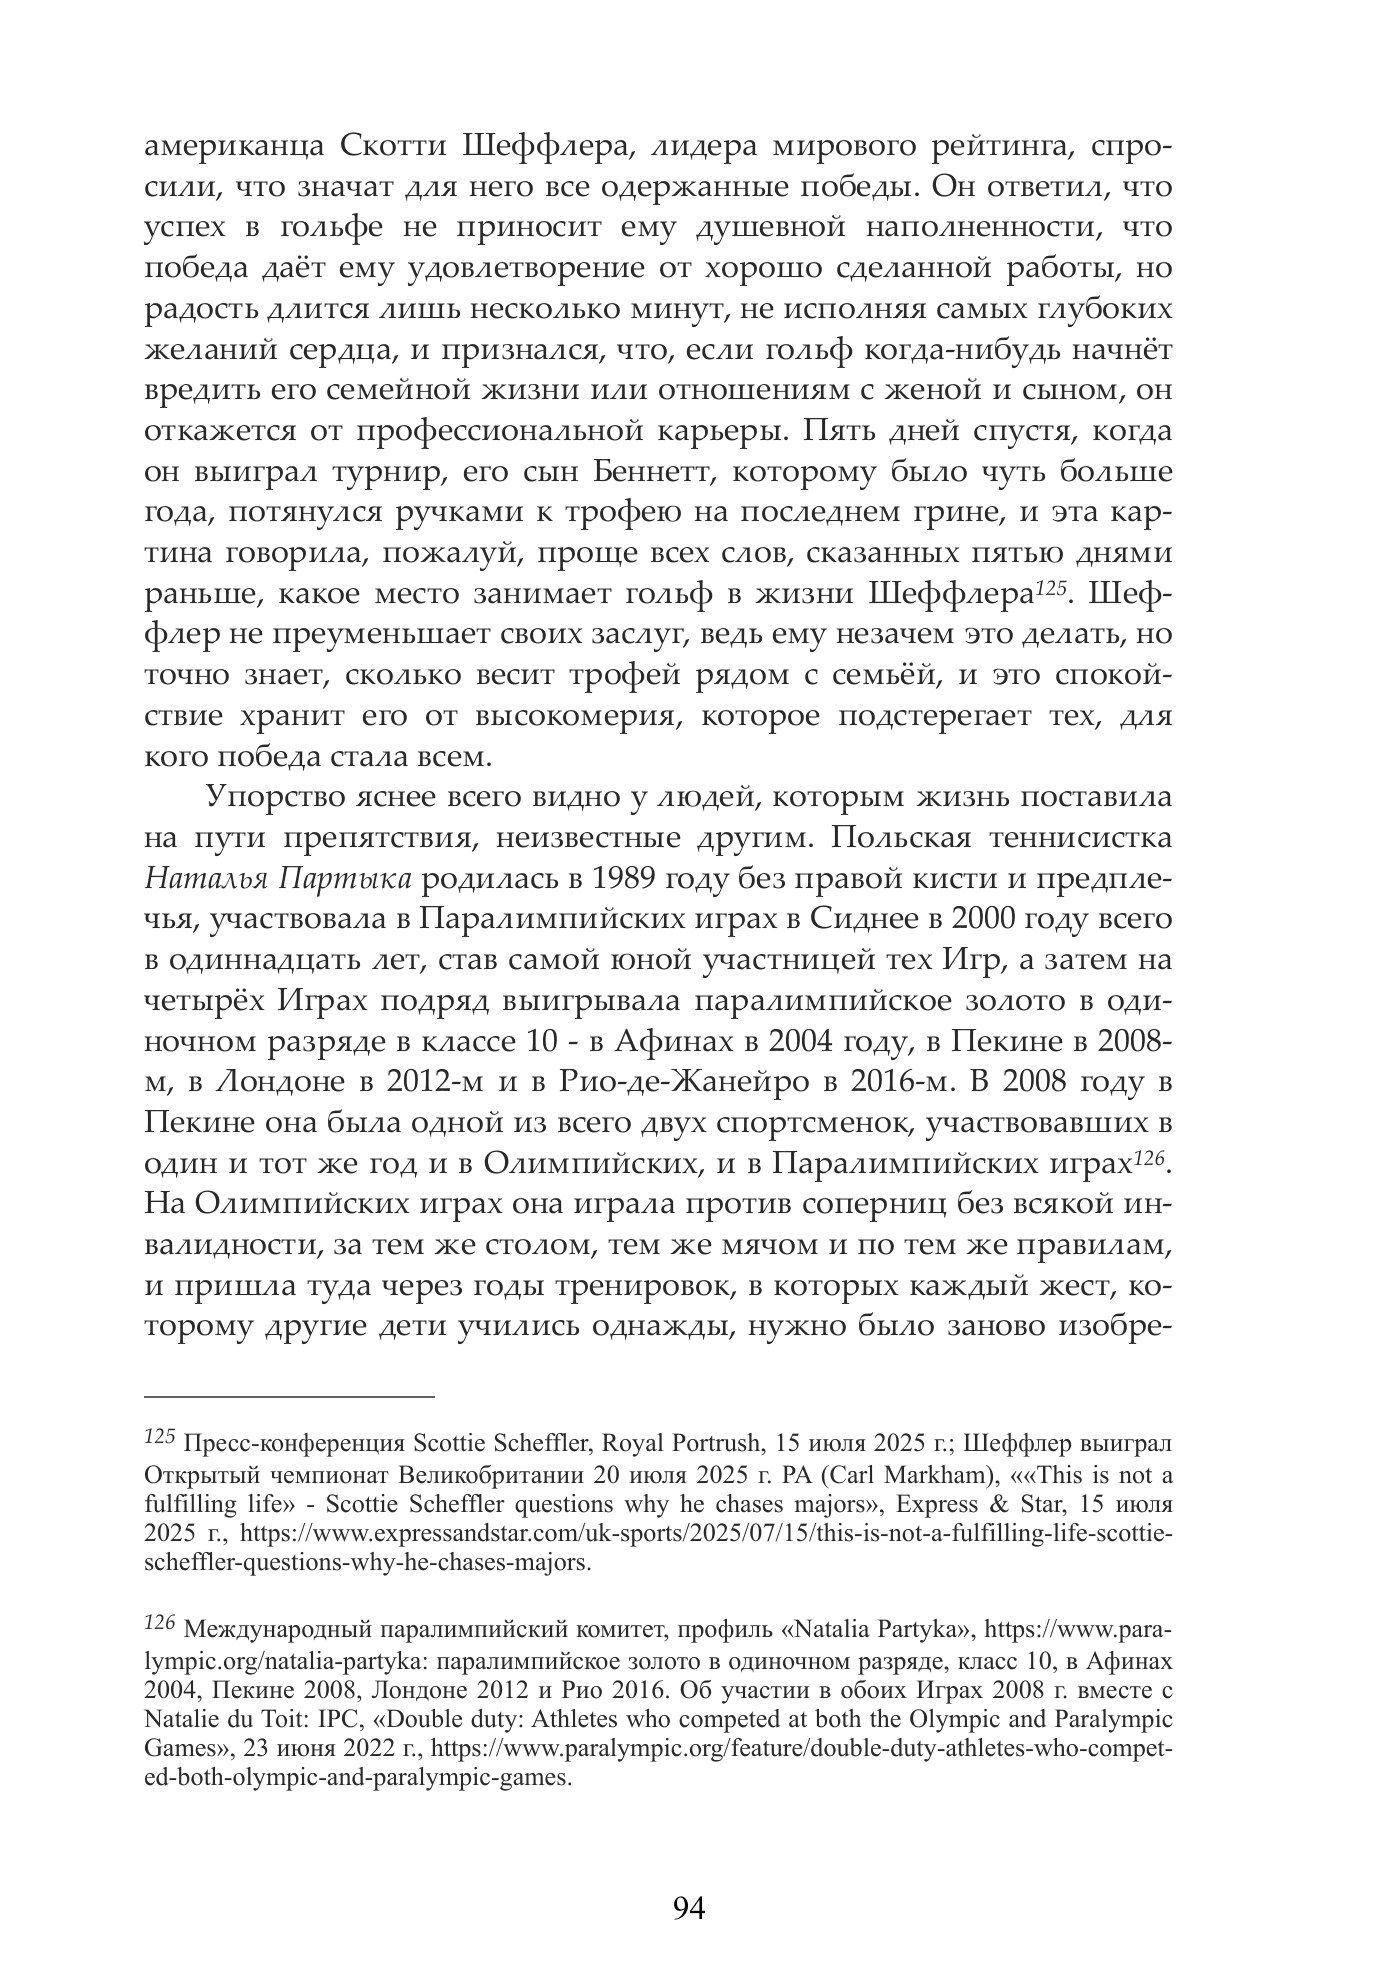 американца Скотти Шеффлера, лидера мирового рейтинга, спро-
сили, что значат для него все одержанные победы. Он ответил, что
успех в гольфе не приносит ему душевной наполненности, что
победа даёт ему удовлетворение от хорошо сделанной работы, но
радость длится лишь несколько минут, не исполняя самых глубоких
желаний сердца, и признался, что, если гольф когда-нибудь начнёт
вредить его семейной жизни или отношениям с женой и сыном, он
откажется от профессиональной карьеры. Пять дней спустя, когда
он выиграл турнир, его сын Беннетт, которому было чуть больше
года, потянулся ручками к трофею на последнем грине, и эта кар-
тина говорила, пожалуй, проще всех слов, сказанных пятью днями
раньше, какое место занимает гольф в жизни Шеффлера125. Шеф-
флер не преуменьшает своих заслуг, ведь ему незачем это делать, но
точно знает, сколько весит трофей рядом с семьёй, и это спокой-
ствие хранит его от высокомерия, которое подстерегает тех, для
кого победа стала всем.
Упорство яснее всего видно у людей, которым жизнь поставила
на пути препятствия, неизвестные другим. Польская теннисистка
Наталья Партыка родилась в 1989 году без правой кисти и предпле-
чья, участвовала в Паралимпийских играх в Сиднее в 2000 году всего
в одиннадцать лет, став самой юной участницей тех Игр, а затем на
четырёх Играх подряд выигрывала паралимпийское золото в оди-
ночном разряде в классе 10 - в Афинах в 2004 году, в Пекине в 2008-
м, в Лондоне в 2012-м и в Рио-де-Жанейро в 2016-м. В 2008 году в
Пекине она была одной из всего двух спортсменок, участвовавших в
один и тот же год и в Олимпийских, и в Паралимпийских играх126.
На Олимпийских играх она играла против соперниц без всякой ин-
валидности, за тем же столом, тем же мячом и по тем же правилам,
и пришла туда через годы тренировок, в которых каждый жест, ко-
торому другие дети учились однажды, нужно было заново изобре-
125 Пресс-конференция Scottie Scheffler, Royal Portrush, 15 июля 2025 г.; Шеффлер выиграл
Открытый чемпионат Великобритании 20 июля 2025 г. PA (Carl Markham), ««This is not a
fulfilling life» - Scottie Scheffler questions why he chases majors», Express & Star, 15 июля
2025 г., https://www.expressandstar.com/uk-sports/2025/07/15/this-is-not-a-fulfilling-life-scottie-
scheffler-questions-why-he-chases-majors.
126 Международный паралимпийский комитет, профиль «Natalia Partyka», https://www.para-
lympic.org/natalia-partyka: паралимпийское золото в одиночном разряде, класс 10, в Афинах
2004, Пекине 2008, Лондоне 2012 и Рио 2016. Об участии в обоих Играх 2008 г. вместе с
Natalie du Toit: IPC, «Double duty: Athletes who competed at both the Olympic and Paralympic
Games», 23 июня 2022 г., https://www.paralympic.org/feature/double-duty-athletes-who-compet-
ed-both-olympic-and-paralympic-games.
94